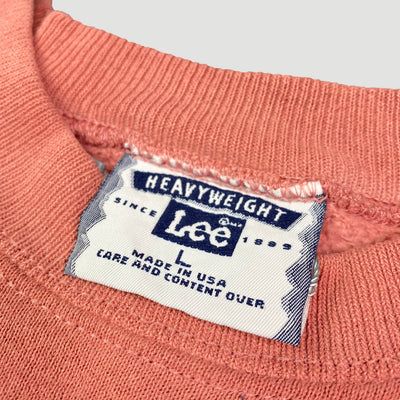 HEAVYWEIGHT
SINCE Lee® 1889
L
MADE IN USA
CARE AND CONTENT OVER